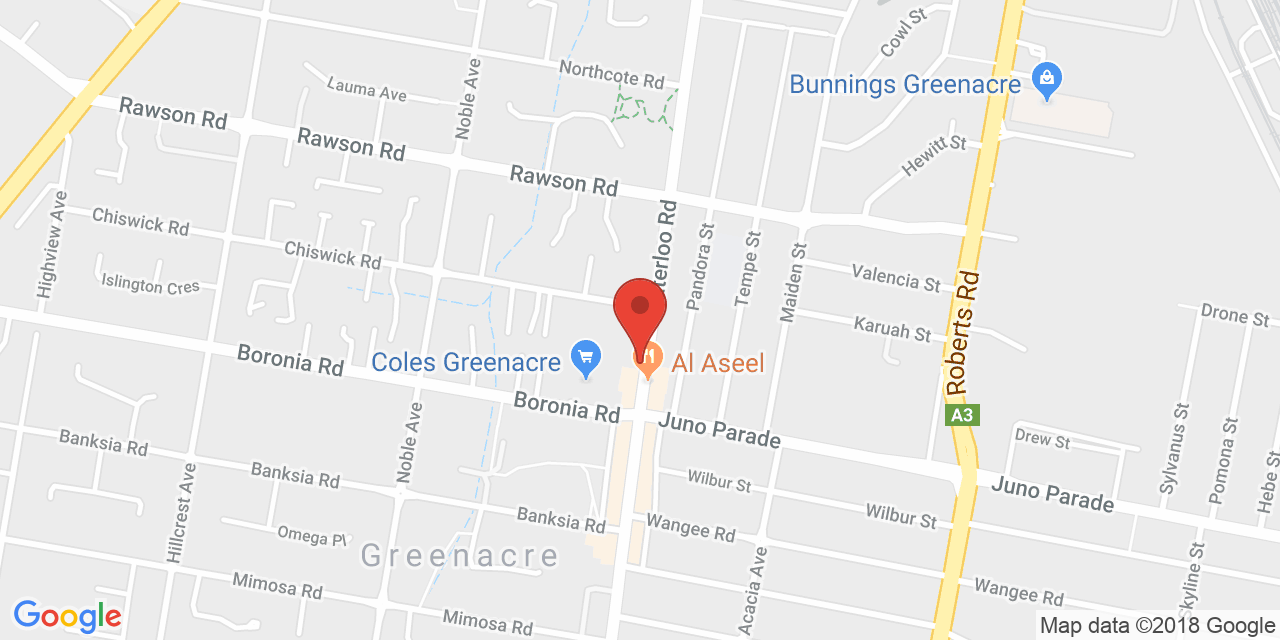 Cowl St
Northcote Rd
Bunnings Greenacre
Lauma Ave
Noble Ave
Rawson Rd
Rawson Rd
Hewitt St
Rawson Rd
Highview Ave
Chiswick Rd
terloo Rd
Pandora St
Tempe St
Maiden St
Chiswick Rd
Valencia St
Islington Cres
Roberts Rd
Drone St
Karuah St
Boronia Rd
Coles Greenacre
Al Aseel
Boronia Rd
A3
Juno Parade
Noble Ave
Banksia Rd
Drew St
Sylvanus St
Pomona St
Hebe St
Banksia Rd
Wilbur St
Juno Parade
Hillcrest Ave
Banksia Rd
Wangee Rd
Wilbur St
Omega Pl
Greenacre
Mimosa Rd
Acacia Ave
Wangee Rd
Skyline St
Mimosa Rd
Google
Map data ©2018 Google